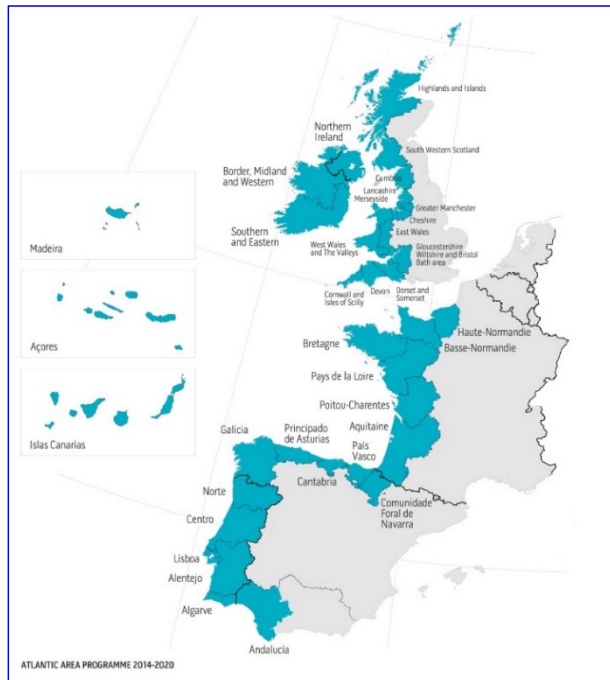 Highlands and Islands
Northern
Ireland
South Western Scotland
Border, Midland
and Western
Cumbria
Lancashire
Merseyside
Greater Manchester
Cheshire
East Wales
Southern
and Eastern
West Wales
and The Valleys
Gloucestershire
Wiltshire and Bristol
Bath area
Cornwall and
Isles of Scilly
Devon
Dorset and
Somerset
Madeira
Açores
Islas Canarias
Haute-Normandie
Basse-Normandie
Bretagne
Pays de la Loire
Poitou-Charentes
Aquitaine
País
Vasco
Principado
de Asturias
Galicia
Cantabria
Comunidade
Foral de
Navarra
Norte
Centro
Lisboa
Alentejo
Algarve
Andalucía
ATLANTIC AREA PROGRAMME 2014-2020